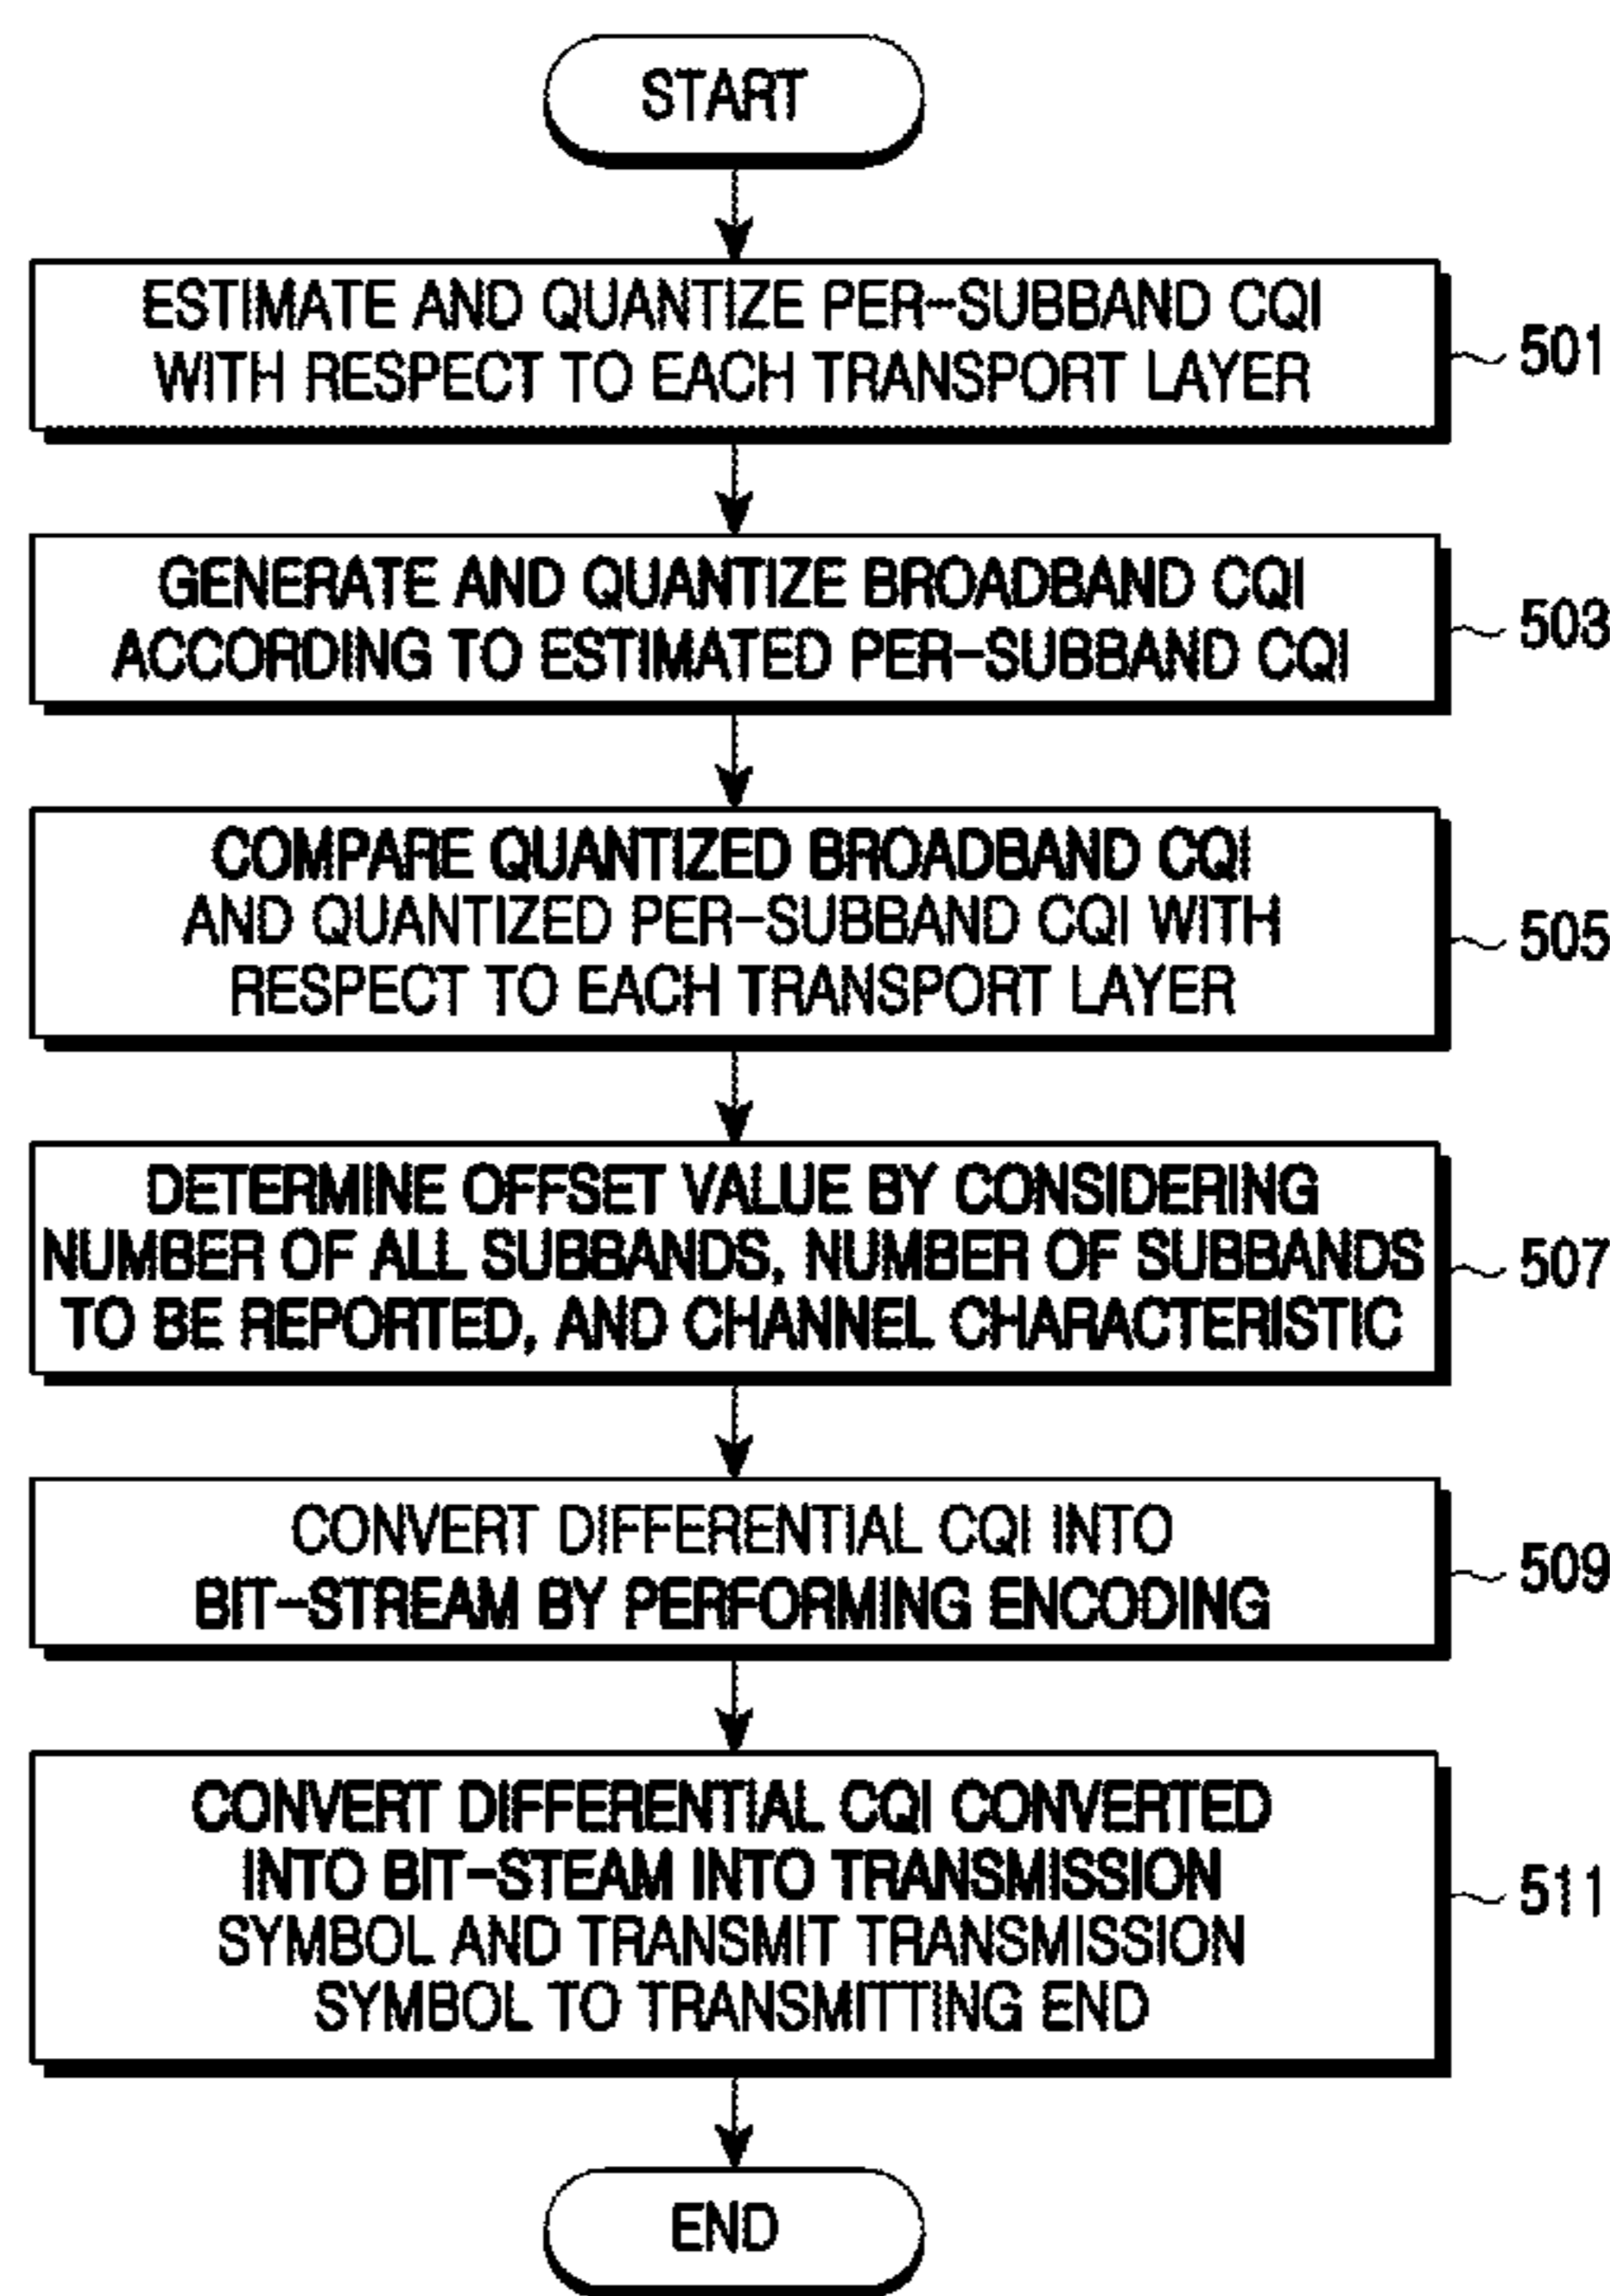 START
ESTIMATE AND QUANTIZE PER-SUBBAND CQI
WITH RESPECT TO EACH TRANSPORT LAYER
501
GENERATE AND QUANTIZE BROADBAND CQI
ACCORDING TO ESTIMATED PER-SUBBAND CQI
503
COMPARE QUANTIZED BROADBAND CQI
AND QUANTIZED PER-SUBBAND CQI WITH
RESPECT TO EACH TRANSPORT LAYER
505
DETERMINE OFFSET VALUE BY CONSIDERING
NUMBER OF ALL SUBBANDS, NUMBER OF SUBBANDS
TO BE REPORTED, AND CHANNEL CHARACTERISTIC
507
CONVERT DIFFERENTIAL CQI INTO
BIT-STREAM BY PERFORMING ENCODING
509
CONVERT DIFFERENTIAL CQI CONVERTED
INTO BIT-STEAM INTO TRANSMISSION
SYMBOL AND TRANSMIT TRANSMISSION
SYMBOL TO TRANSMITTING END
511
END